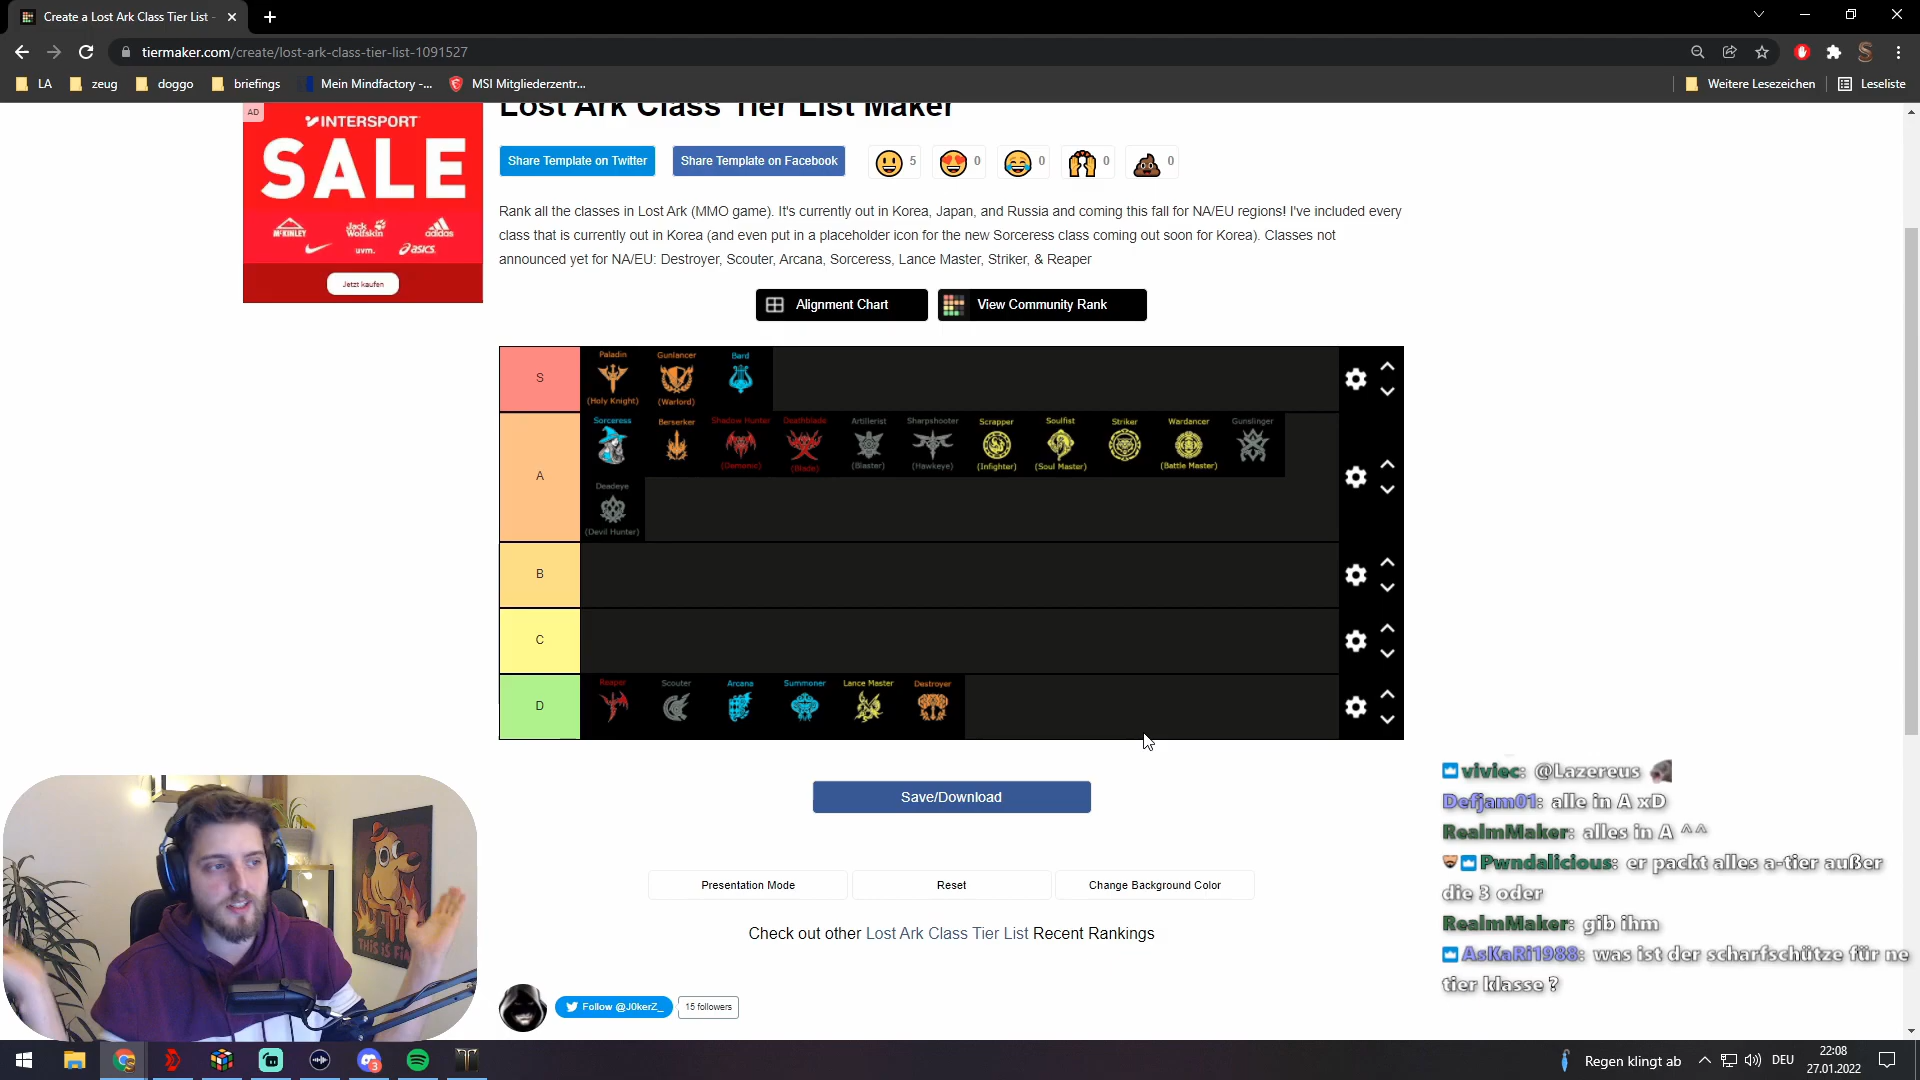 Create a Lost Ark Class Tier List -
tiermaker.com/create/lost-ark-class-tier-list-1091527
LA
zeug
doggo
briefings
Mein Mindfactory -...
MSI Mitgliederzentr...
Weitere Lesezeichen
Leseliste
AD
INTERSPORT
SALE
McKINLEY
Jack Wolfskin
adidas
uvm.
ASICS
Jetzt kaufen
Lost Ark Class Tier List Maker
Share Template on Twitter
Share Template on Facebook
5
0
0
0
0
Rank all the classes in Lost Ark (MMO game). It's currently out in Korea, Japan, and Russia and coming this fall for NA/EU regions! I've included every
class that is currently out in Korea (and even put in a placeholder icon for the new Sorceress class coming out soon for Korea). Classes not
announced yet for NA/EU: Destroyer, Scouter, Arcana, Sorceress, Lance Master, Striker, & Reaper
Alignment Chart
View Community Rank
S
Paladin
(Holy Knight)
Gunlancer
(Warlord)
Bard
A
Sorceress
Berserker
Shadow Hunter
(Demonic)
Deathblade
(Blade)
Artillerist
(Blaster)
Sharpshooter
(Hawkeye)
Scrapper
(Infighter)
Soulfist
(Soul Master)
Striker
Wardancer
(Battle Master)
Gunslinger
Deadeye
(Devil Hunter)
B
C
D
Reaper
Scouter
Arcana
Summoner
Lance Master
Destroyer
Save/Download
Presentation Mode
Reset
Change Background Color
Check out other Lost Ark Class Tier List Recent Rankings
Follow @J0kerZ_
15 followers
THIS IS FI
viviec: @Lazereus
Defjam01: alle in A xD
RealmMaker: alles in A ^^
Pwndalicious: er packt alles a-tier außer
die 3 oder
RealmMaker: gib ihm
AsKaRi1988: was ist der scharfschütze für ne
tier klasse ?
3
Regen klingt ab
DEU
22:08
27.01.2022